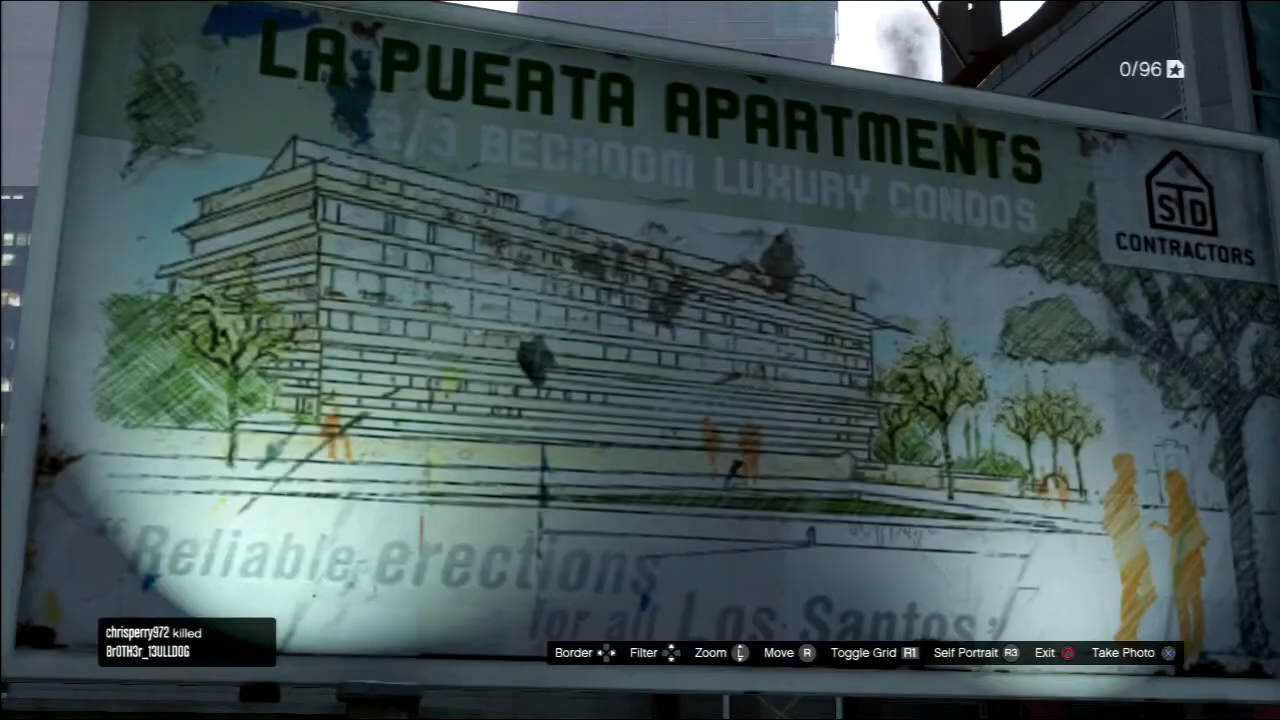 LA PUERTA APARTMENTS
2/3 BEDROOM LUXURY CONDOS
0/96
STD
CONTRACTORS
"Reliable erections
for all Los Santos"
chrisperry972 killed
Br0TH3r_13ULLD0G
Border Filter Zoom L Move R Toggle Grid R1 Self Portrait R3 Exit Take Photo